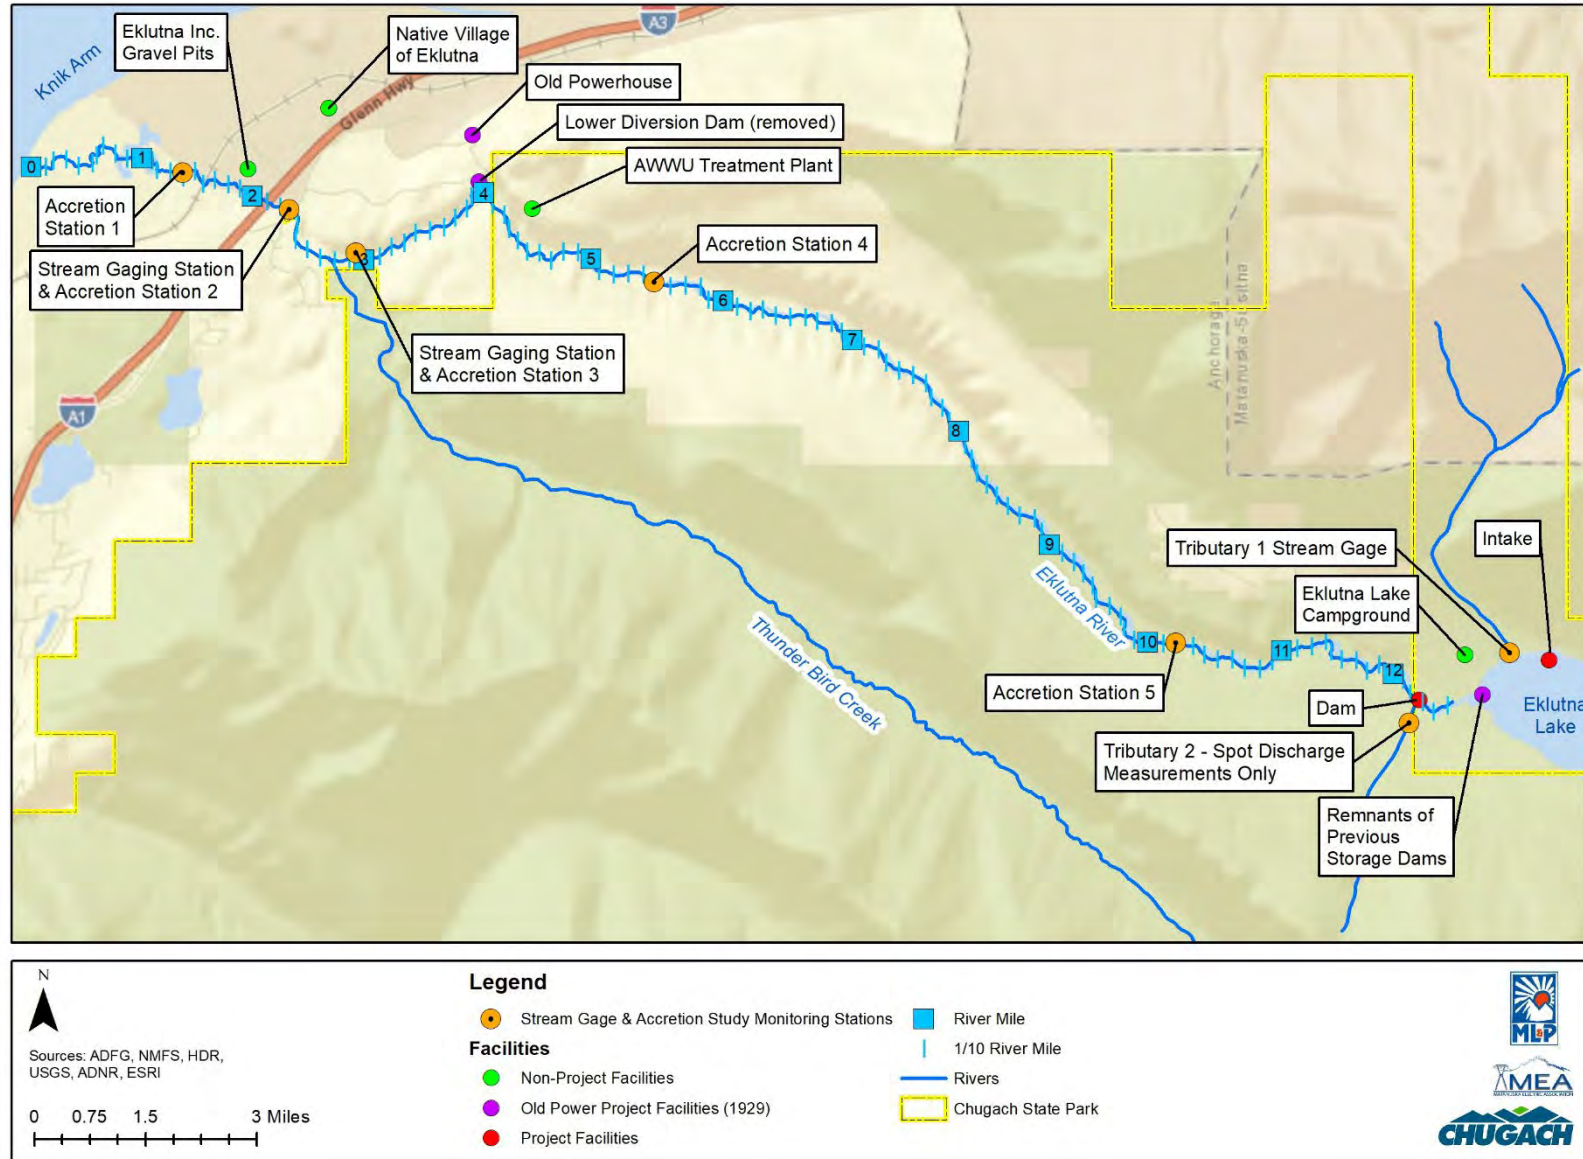 Knik Arm
Eklutna Inc.
Gravel Pits
Native Village
of Eklutna
A3
Glenn Hwy
Old Powerhouse
Lower Diversion Dam (removed)
AWWU Treatment Plant
0
1
2
3
4
5
6
7
8
9
10
11
12
Accretion
Station 1
Stream Gaging Station
& Accretion Station 2
Stream Gaging Station
& Accretion Station 3
Accretion Station 4
A1
Anchorage
Matanuska-Susitna
Thunder Bird Creek
Eklutna River
Tributary 1 Stream Gage
Intake
Eklutna Lake
Campground
Accretion Station 5
Dam
Eklutna
Lake
Tributary 2 - Spot Discharge
Measurements Only
Remnants of
Previous
Storage Dams
N
Sources: ADFG, NMFS, HDR,
USGS, ADNR, ESRI
0 0.75 1.5 3 Miles
Legend
Stream Gage & Accretion Study Monitoring Stations
Facilities
Non-Project Facilities
Old Power Project Facilities (1929)
Project Facilities
River Mile
1/10 River Mile
Rivers
Chugach State Park
ML&P
MEA
CHUGACH